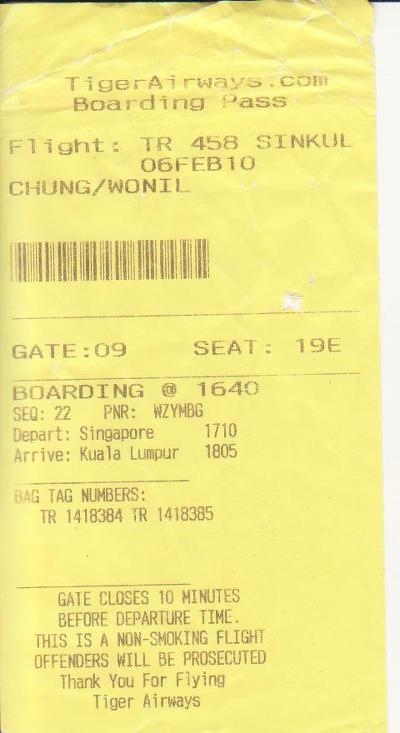 TigerAirways.com
Boarding Pass
Flight: TR 458 SINKUL
06FEB10
CHUNG/WONIL
GATE:09 SEAT: 19E
BOARDING @ 1640
SEQ: 22 PNR: WZYMBG
Depart: Singapore 1710
Arrive: Kuala Lumpur 1805
BAG TAG NUMBERS:
TR 1418384 TR 1418385
GATE CLOSES 10 MINUTES
BEFORE DEPARTURE TIME.
THIS IS A NON-SMOKING FLIGHT
OFFENDERS WILL BE PROSECUTED
Thank You For Flying
Tiger Airways